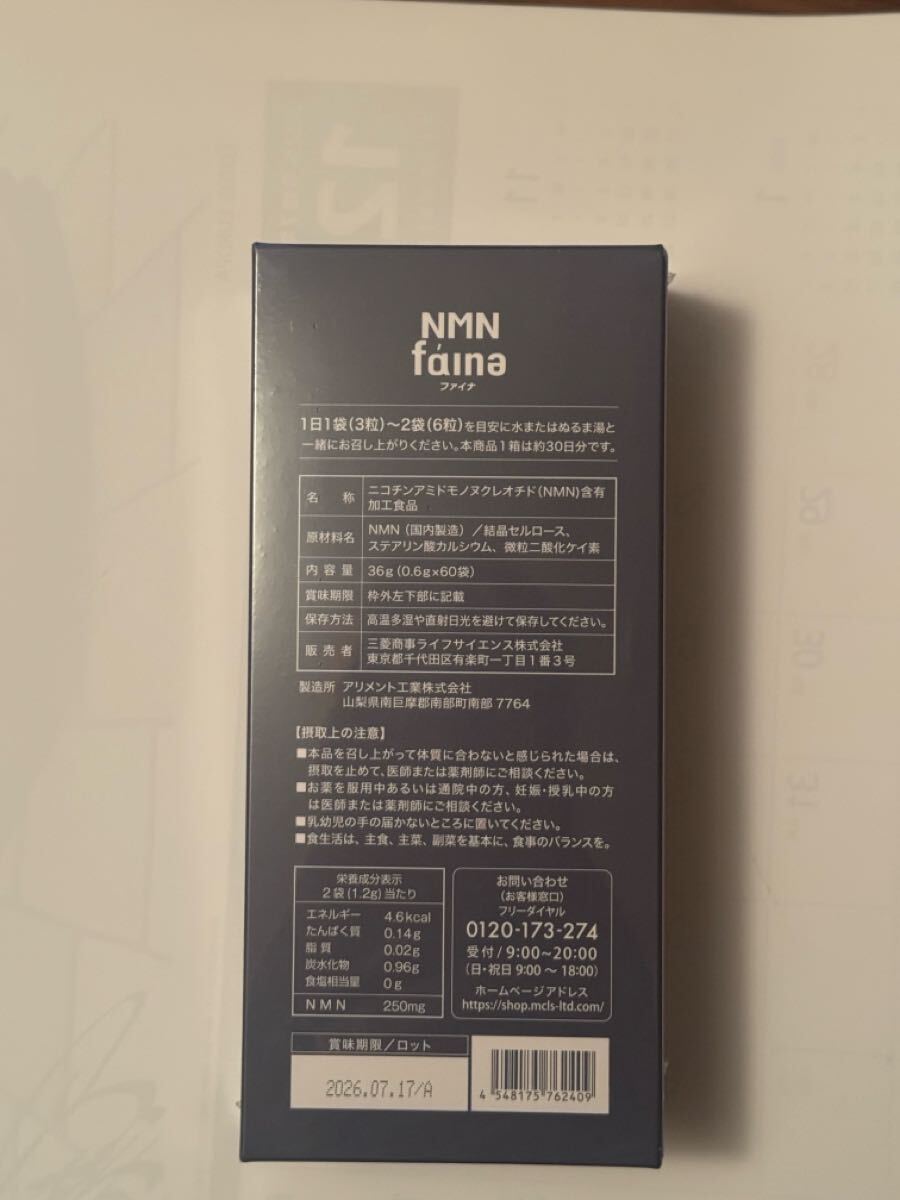 NMN
fáinə
ファイナ
1日1袋(3粒)〜2袋(6粒)を目安に水またはぬるま湯と
一緒にお召し上がりください。本商品1箱は約30日分です。
名 称 ニコチンアミドモノヌクレオチド(NMN)含有
加工食品
原材料名 NMN(国内製造)／結晶セルロース、
ステアリン酸カルシウム、微粒二酸化ケイ素
内容量 36g(0.6g×60袋)
賞味期限 枠外左下部に記載
保存方法 高温多湿や直射日光を避けて保存してください。
販売者 三菱商事ライフサイエンス株式会社
東京都千代田区有楽町一丁目1番3号
製造所 アリメント工業株式会社
山梨県南巨摩郡南部町南部 7764
【摂取上の注意】
■本品を召し上がって体質に合わないと感じられた場合は、
摂取を止めて、医師または薬剤師にご相談ください。
■お薬を服用中あるいは通院中の方、妊娠・授乳中の方
は医師または薬剤師にご相談ください。
■乳幼児の手の届かないところに置いてください。
■食生活は、主食、主菜、副菜を基本に、食事のバランスを。
栄養成分表示
2袋(1.2g)当たり
エネルギー 4.6kcal
たんぱく質 0.14g
脂質 0.02g
炭水化物 0.96g
食塩相当量 0g
NMN 250mg
お問い合わせ
(お客様窓口)
フリーダイヤル
0120-173-274
受付/9:00~20:00
(日・祝日 9:00 ～ 18:00)
ホームページアドレス
https://shop.mcls-ltd.com/
賞味期限/ロット
2026.07.17/A
4 548175 762409
28
29
30
31